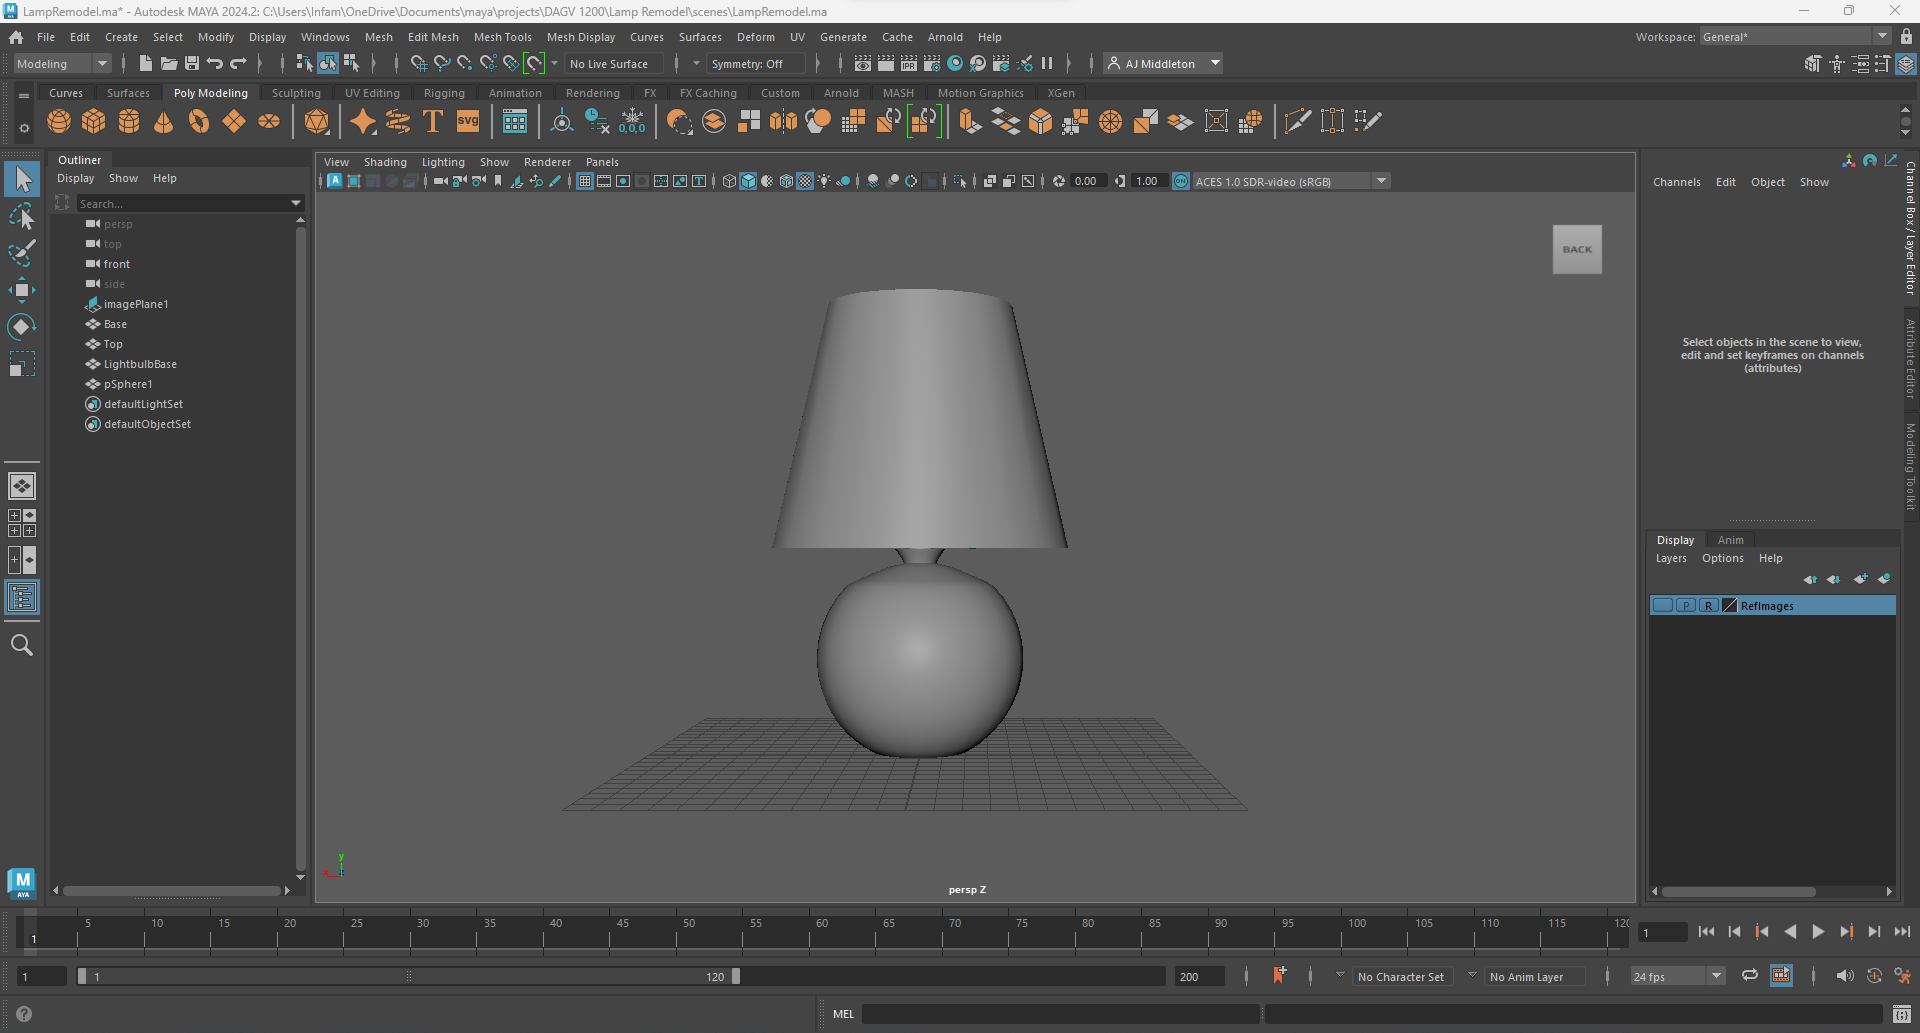 LampRemodel.ma* - Autodesk MAYA 2024.2: C:\Users\Infam\OneDrive\Documents\maya\projects\DAGV 1200\Lamp Remodel\scenes\LampRemodel.ma
File Edit Create Select Modify Display Windows Mesh Edit Mesh Mesh Tools Mesh Display Curves Surfaces Deform UV Generate Cache Arnold Help Workspace: General*
Modeling No Live Surface Symmetry: Off IPR AJ Middleton
Curves Surfaces Poly Modeling Sculpting UV Editing Rigging Animation Rendering FX FX Caching Custom Arnold MASH Motion Graphics XGen
T svg 0,0,0
Outliner
Display Show Help
Search...
persp
top
front
side
imagePlane1
Base
Top
LightbulbBase
pSphere1
defaultLightSet
defaultObjectSet
View Shading Lighting Show Renderer Panels
0.00 1.00 ON ACES 1.0 SDR-video (sRGB)
BACK
y
x z
persp Z
Channels Edit Object Show
Select objects in the scene to view,
edit and set keyframes on channels
(attributes)
Channel Box / Layer Editor
Attribute Editor
Modeling Toolkit
Display Anim
Layers Options Help
P R RefImages
M
AYA
5 10 15 20 25 30 35 40 45 50 55 60 65 70 75 80 85 90 95 100 105 110 115 120
1 1
1 1 120 200 No Character Set No Anim Layer 24 fps
MEL